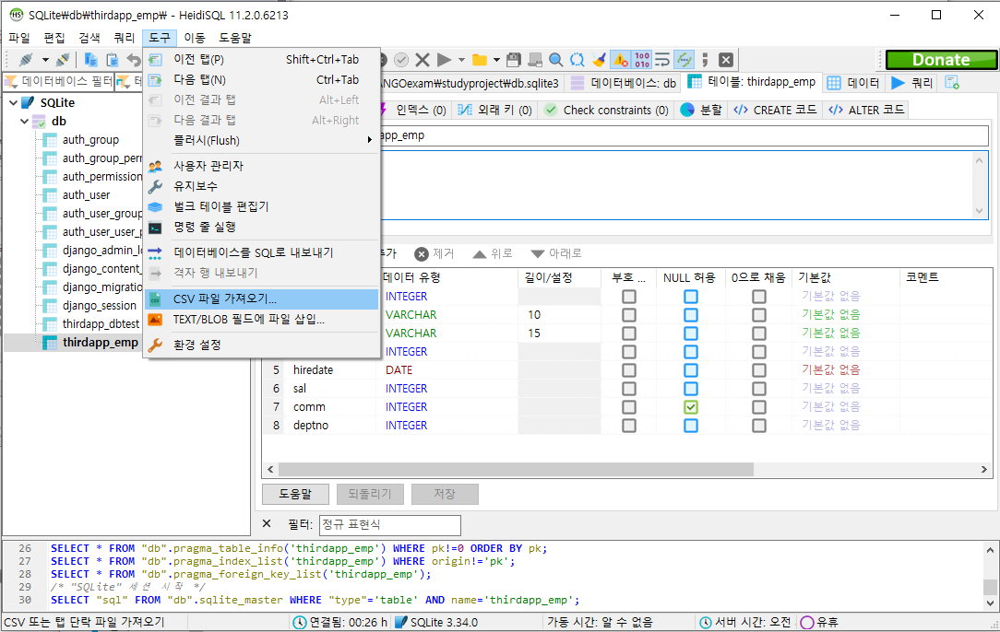 SQLite₩db₩thirdapp_emp₩ - HeidiSQL 11.2.0.6213
파일 편집 검색 쿼리 도구 이동 도움말
Donate
데이터베이스 필터
NGOexam₩studyproject₩db.sqlite3 데이터베이스: db 테이블: thirdapp_emp 데이터 쿼리
SQLite
db
auth_group
auth_group_perr
auth_permission
auth_user
auth_user_group
auth_user_user_p
django_admin_lo
django_content_
django_migratio
django_session
thirdapp_dbtest
thirdapp_emp
이전 탭(P) Shift+Ctrl+Tab
다음 탭(N) Ctrl+Tab
이전 결과 탭 Alt+Left
다음 결과 탭 Alt+Right
플러시(Flush)
사용자 관리자
유지보수
벌크 테이블 편집기
명령 줄 실행
데이터베이스를 SQL로 내보내기
격자 행 내보내기
CSV 파일 가져오기...
TEXT/BLOB 필드에 파일 삽입...
환경 설정
인덱스 (0) 외래 키 (0) Check constraints (0) 분할 CREATE 코드 ALTER 코드
app_emp
추가 제거 위로 아래로
데이터 유형 길이/설정 부호 ... NULL 허용 0으로 채움 기본값 코멘트
INTEGER 기본값 없음
VARCHAR 10 기본값 없음
VARCHAR 15 기본값 없음
INTEGER 기본값 없음
5 hiredate DATE 기본값 없음
6 sal INTEGER 기본값 없음
7 comm INTEGER 기본값 없음
8 deptno INTEGER 기본값 없음
도움말 되돌리기 저장
필터: 정규 표현식
26 SELECT * FROM "db".pragma_table_info('thirdapp_emp') WHERE pk!=0 ORDER BY pk;
27 SELECT * FROM "db".pragma_index_list('thirdapp_emp') WHERE origin!='pk';
28 SELECT * FROM "db".pragma_foreign_key_list('thirdapp_emp');
29 /* "SQLite" 세션 시작 */
30 SELECT "sql" FROM "db".sqlite_master WHERE "type"='table' AND name='thirdapp_emp';
CSV 또는 탭 단락 파일 가져오기 연결됨: 00:26 h SQLite 3.34.0 가동 시간: 알 수 없음 서버 시간: 오전 유휴